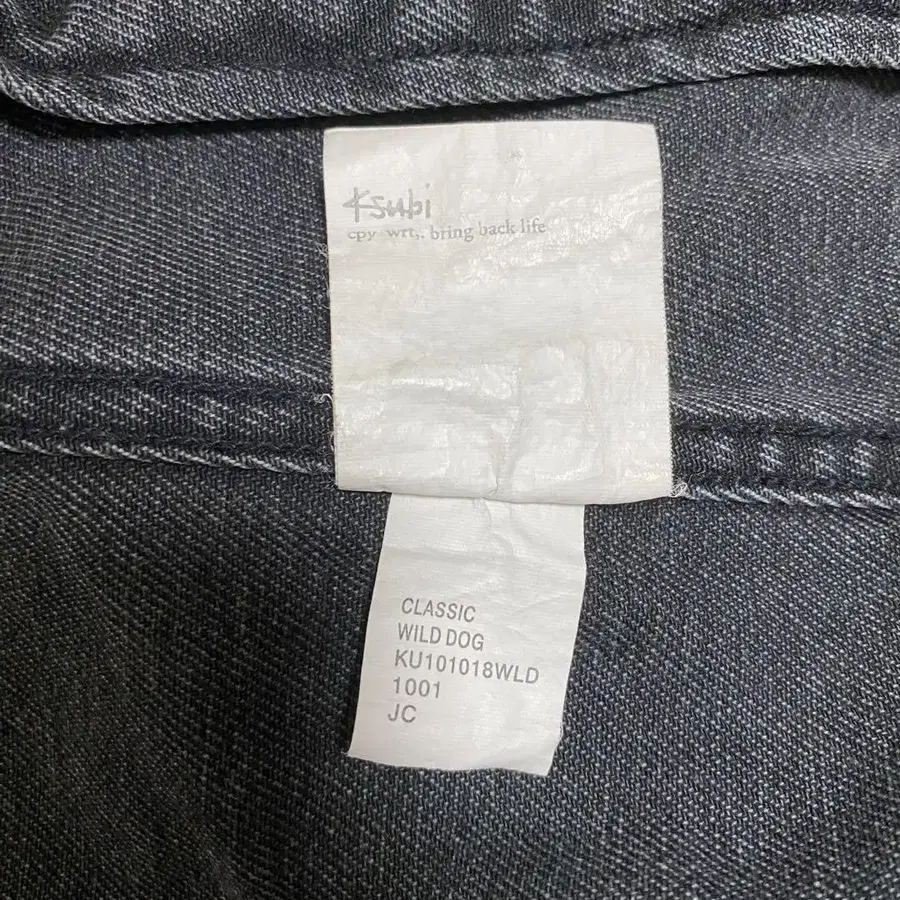 Ksubi
cpy wrt,. bring back life
CLASSIC
WILD DOG
KU101018WLD
1001
JC